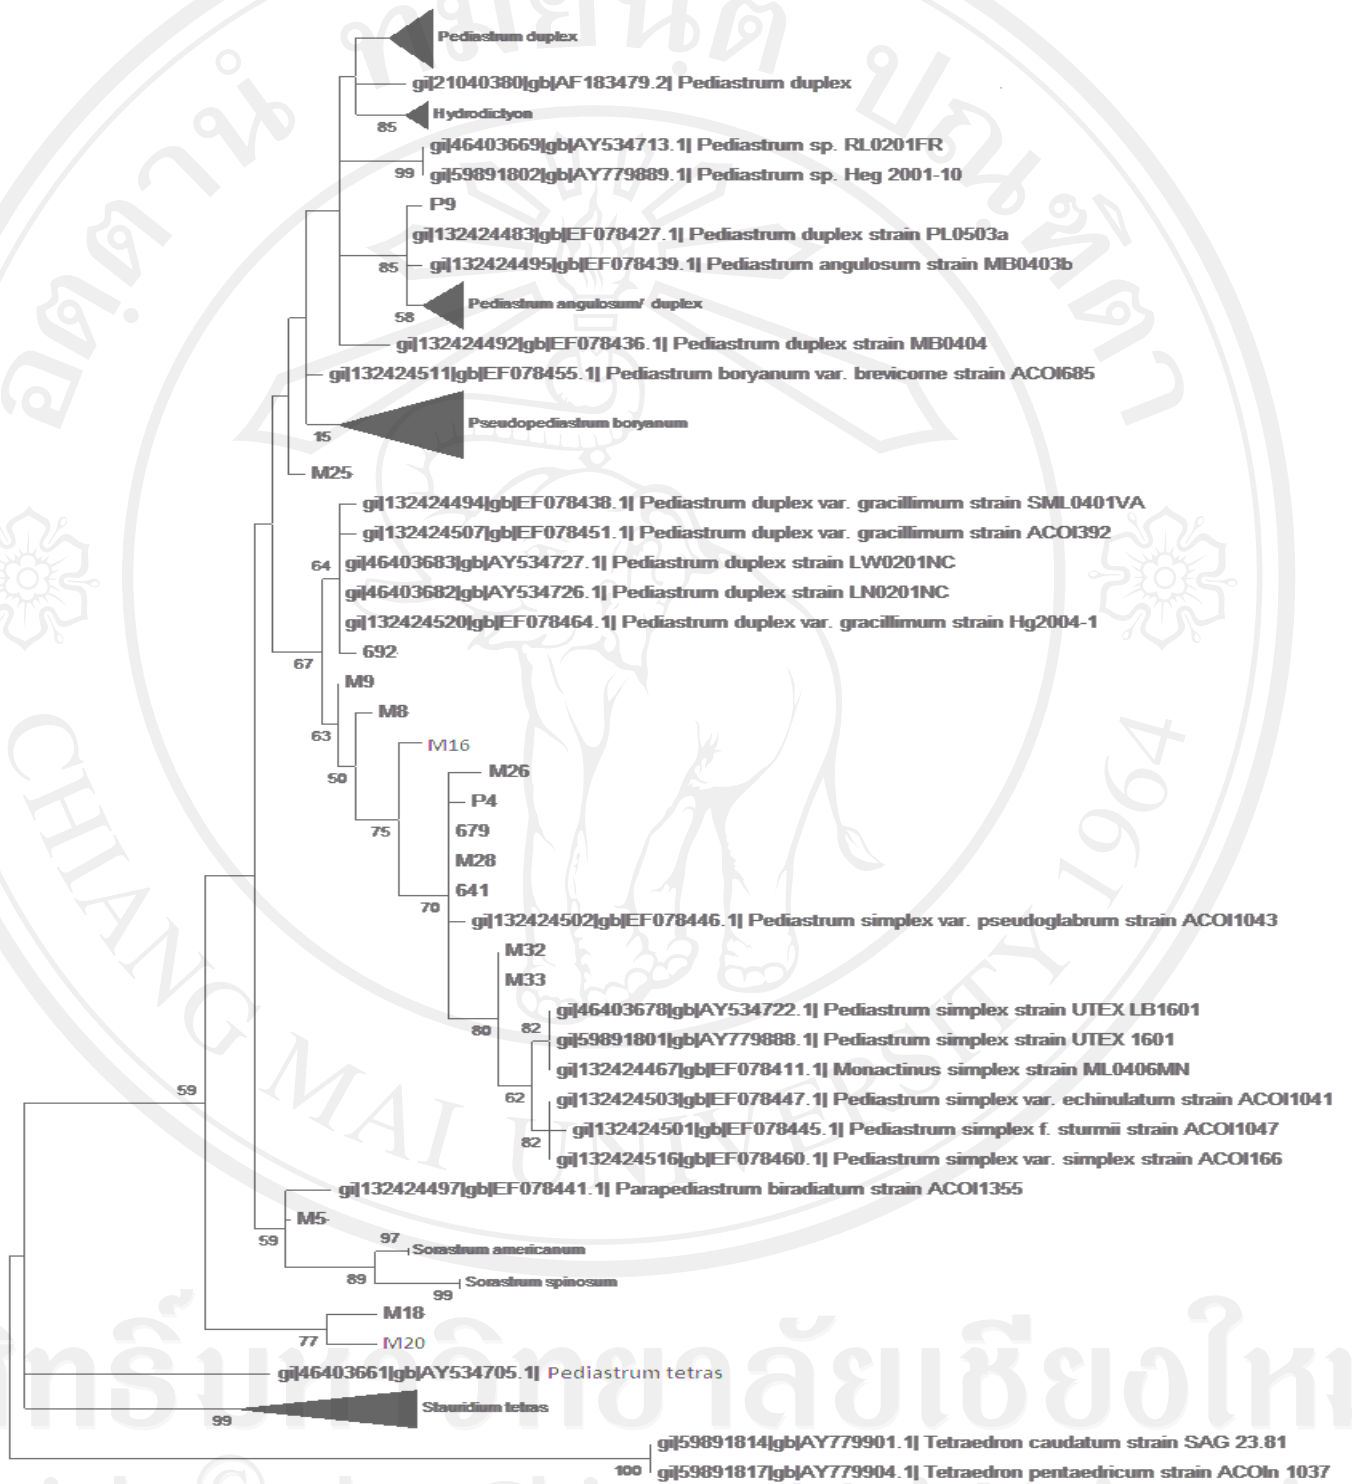 Pediastrum duplex
gi|21040380|gb|AF183479.2| Pediastrum duplex
Hydrodictyon
85
gi|46403669|gb|AY534713.1| Pediastrum sp. RL0201FR
99 gi|59891802|gb|AY779889.1| Pediastrum sp. Heg 2001-10
P9
gi|132424483|gb|EF078427.1| Pediastrum duplex strain PL0503a
85 gi|132424495|gb|EF078439.1| Pediastrum angulosum strain MB0403b
Pediastrum angulosum/ duplex
58
gi|132424492|gb|EF078436.1| Pediastrum duplex strain MB0404
gi|132424511|gb|EF078455.1| Pediastrum boryanum var. brevicorne strain ACOI685
Pseudopediastrum boryanum
15
M25
gi|132424494|gb|EF078438.1| Pediastrum duplex var. gracillimum strain SML0401VA
gi|132424507|gb|EF078451.1| Pediastrum duplex var. gracillimum strain ACOI392
64 gi|46403683|gb|AY534727.1| Pediastrum duplex strain LW0201NC
gi|46403682|gb|AY534726.1| Pediastrum duplex strain LN0201NC
gi|132424520|gb|EF078464.1| Pediastrum duplex var. gracillimum strain Hg2004-1
692
67
M9
M8
63
M16
50
M26
P4
75 679
M28
641
70
gi|132424502|gb|EF078446.1| Pediastrum simplex var. pseudoglabrum strain ACOI1043
M32
M33
gi|46403678|gb|AY534722.1| Pediastrum simplex strain UTEX LB1601
80 82
gi|59891801|gb|AY779888.1| Pediastrum simplex strain UTEX 1601
gi|132424467|gb|EF078411.1| Monactinus simplex strain ML0406MN
59 62 gi|132424503|gb|EF078447.1| Pediastrum simplex var. echinulatum strain ACOI1041
gi|132424501|gb|EF078445.1| Pediastrum simplex f. sturmii strain ACOI1047
82
gi|132424516|gb|EF078460.1| Pediastrum simplex var. simplex strain ACOI166
gi|132424497|gb|EF078441.1| Parapediastrum biradiatum strain ACOI1355
M5
59 97
Sorastrum americanum
89 Sorastrum spinosum
99
M18
77 M20
gi|46403661|gb|AY534705.1| Pediastrum tetras
Stauridium tetras
99
gi|59891814|gb|AY779901.1| Tetraedron caudatum strain SAG 23.81
100 gi|59891817|gb|AY779904.1| Tetraedron pentaedricum strain ACOIn 1037
CHIANG MAI UNIVERSITY 1964